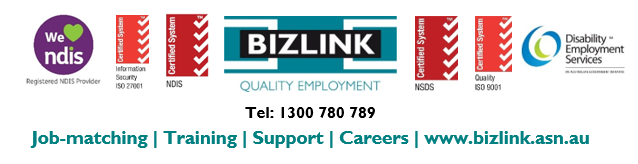 We
ndis
Registered NDIS Provider
Certified System
Information
Security
ISO 27001
Certified System
NDIS
BIZLINK
QUALITY EMPLOYMENT
Certified System
NSDS
Certified System
Quality
ISO 9001
Disability
Employment
Services
Tel: 1300 780 789
Job-matching | Training | Support | Careers | www.bizlink.asn.au